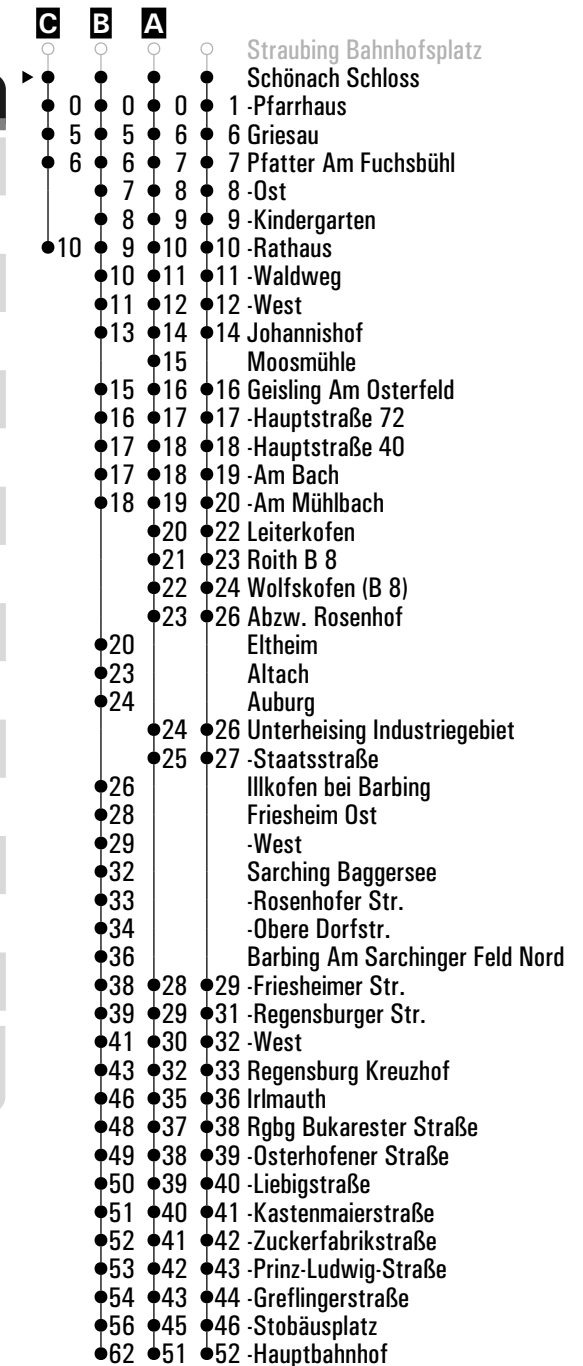 C B A
Straubing Bahnhofsplatz
Schönach Schloss
0 0 0 1 -Pfarrhaus
5 5 6 6 Griesau
6 6 7 7 Pfatter Am Fuchsbühl
7 8 8 -Ost
8 9 9 -Kindergarten
10 9 10 10 -Rathaus
10 11 11 -Waldweg
11 12 12 -West
13 14 14 Johannishof
15 Moosmühle
15 16 16 Geisling Am Osterfeld
16 17 17 -Hauptstraße 72
17 18 18 -Hauptstraße 40
17 18 19 -Am Bach
18 19 20 -Am Mühlbach
20 22 Leiterkofen
21 23 Roith B 8
22 24 Wolfskofen (B 8)
23 26 Abzw. Rosenhof
20 Eltheim
23 Altach
24 Auburg
24 26 Unterheising Industriegebiet
25 27 -Staatsstraße
26 Illkofen bei Barbing
28 Friesheim Ost
29 -West
32 Sarching Baggersee
33 -Rosenhofer Str.
34 -Obere Dorfstr.
36 Barbing Am Sarchinger Feld Nord
38 28 29 -Friesheimer Str.
39 29 31 -Regensburger Str.
41 30 32 -West
43 32 33 Regensburg Kreuzhof
46 35 36 Irlmauth
48 37 38 Rgbg Bukarester Straße
49 38 39 -Osterhofener Straße
50 39 40 -Liebigstraße
51 40 41 -Kastenmaierstraße
52 41 42 -Zuckerfabrikstraße
53 42 43 -Prinz-Ludwig-Straße
54 43 44 -Greflingerstraße
56 45 46 -Stobäusplatz
62 51 52 -Hauptbahnhof